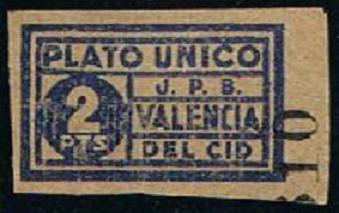 PLATO UNICO
2
PTS
J. P. B.
VALENCIA
DEL CID